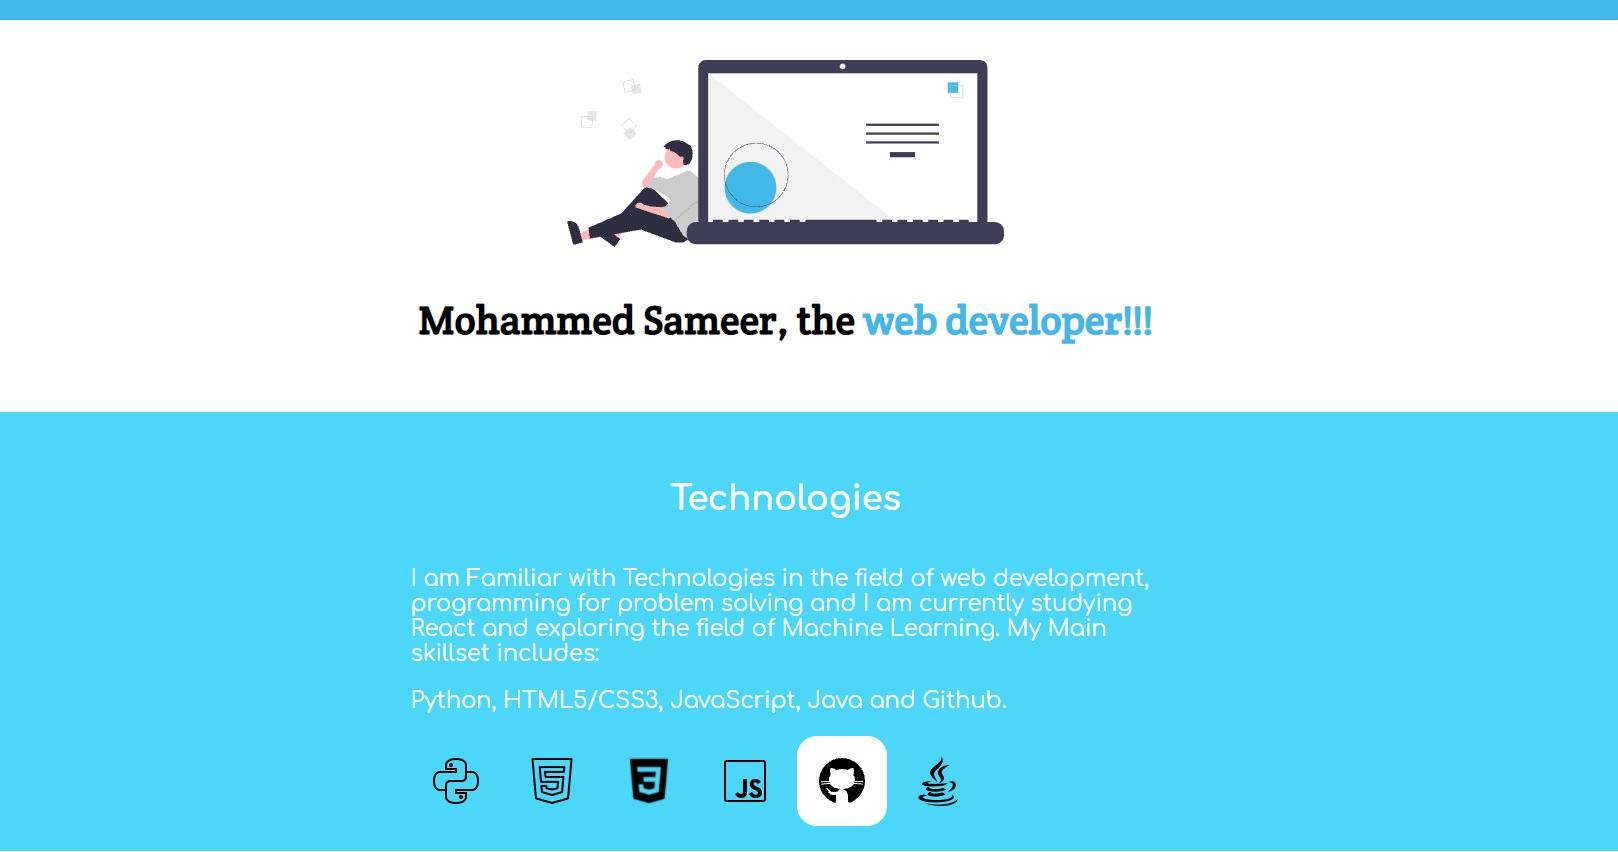 Mohammed Sameer, the web developer!!!
Technologies
I am Familiar with Technologies in the field of web development,
programming for problem solving and I am currently studying
React and exploring the field of Machine Learning. My Main
skillset includes:
Python, HTML5/CSS3, JavaScript, Java and Github.
5 3 JS